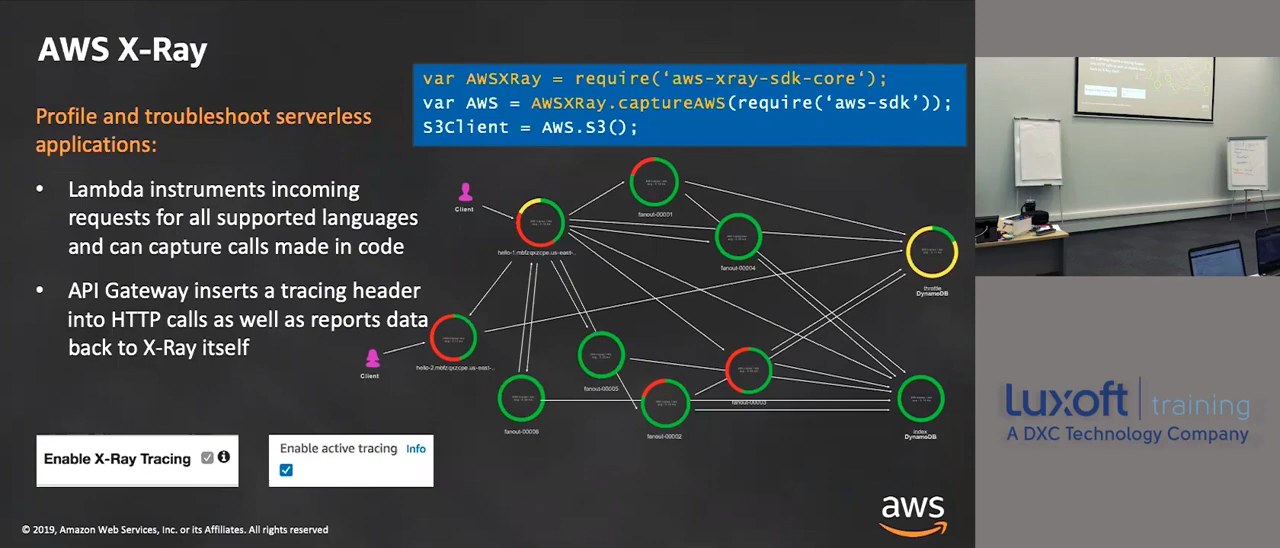 AWS X-Ray
Profile and troubleshoot serverless
applications:
• Lambda instruments incoming
requests for all supported languages
and can capture calls made in code
• API Gateway inserts a tracing header
into HTTP calls as well as reports data
back to X-Ray itself
Enable X-Ray Tracing
Enable active tracing Info
var AWSXRay = require(‘aws-xray-sdk-core‘);
var AWS = AWSXRay.captureAWS(require(‘aws-sdk’));
S3Client = AWS.S3();
Client
fanout-00001
fanout-00004
throttle
DynamoDB
Client
fanout-00005
fanout-00003
fanout-00006
fanout-00002
index
DynamoDB
© 2019, Amazon Web Services, Inc. or its Affiliates. All rights reserved
aws
Luxoft training
A DXC Technology Company